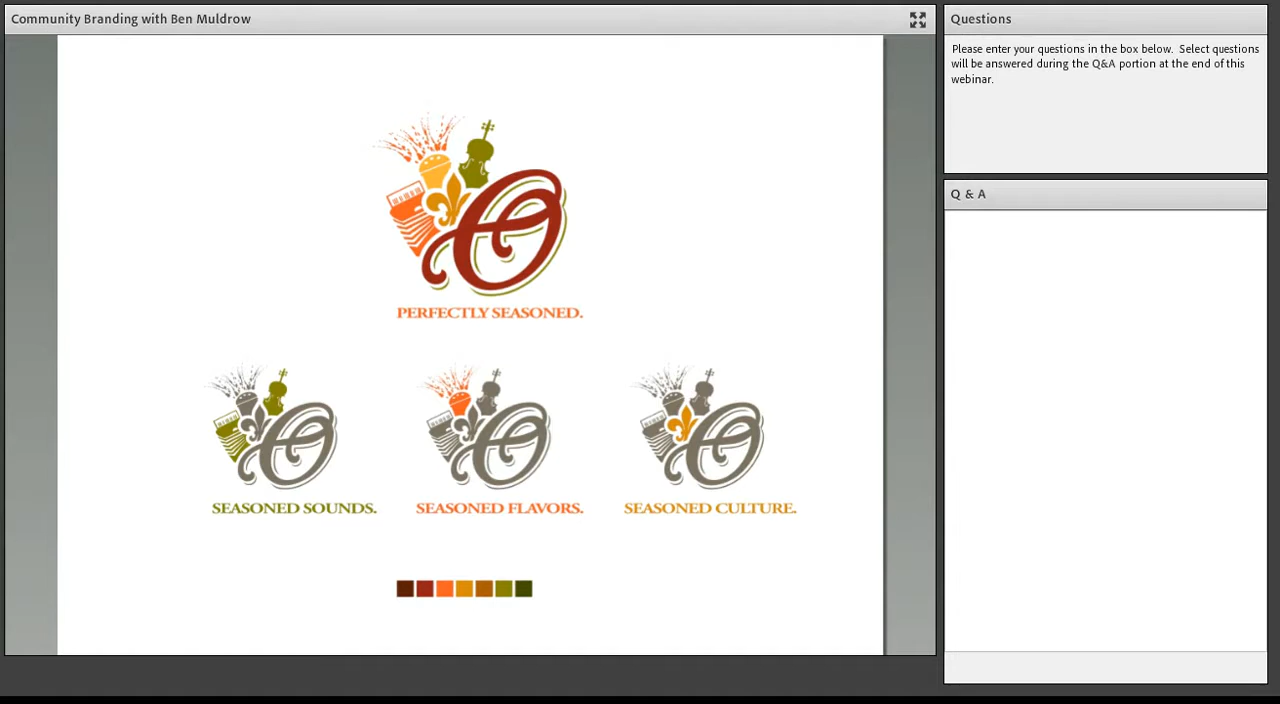 Community Branding with Ben Muldrow
Questions
Please enter your questions in the box below.  Select questions
will be answered during the Q&A portion at the end of this
webinar.
Q & A
O
PERFECTLY SEASONED.
O
O
O
SEASONED SOUNDS.
SEASONED FLAVORS.
SEASONED CULTURE.